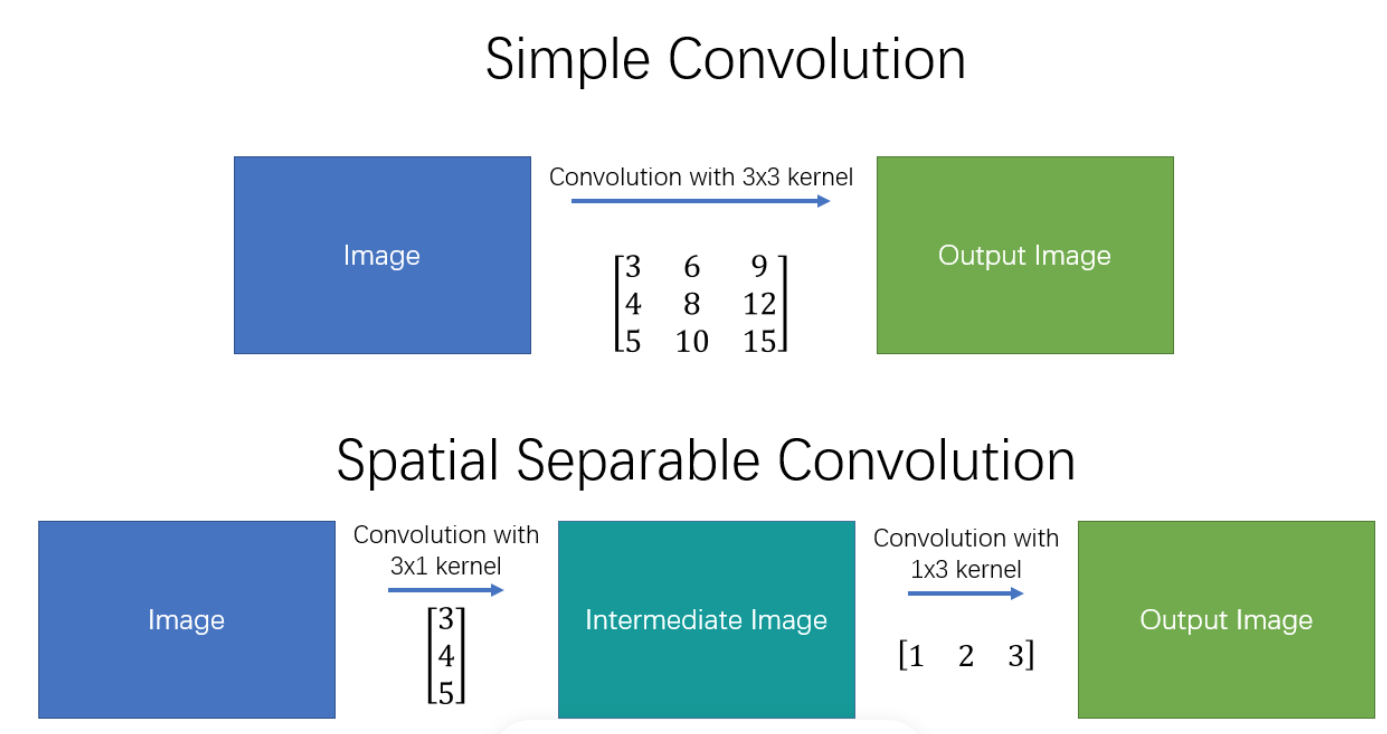 Simple Convolution
Convolution with 3x3 kernel
Image
3 6 9
4 8 12
5 10 15
Output Image
Spatial Separable Convolution
Image
Convolution with
3x1 kernel
3
4
5
Intermediate Image
Convolution with
1x3 kernel
[1 2 3]
Output Image